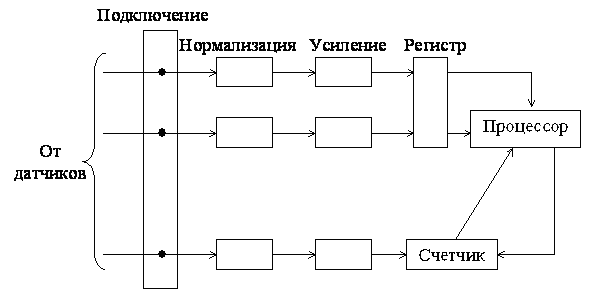 Подключение
Нормализация Усиление Регистр
Процессор
От
датчиков
Счетчик